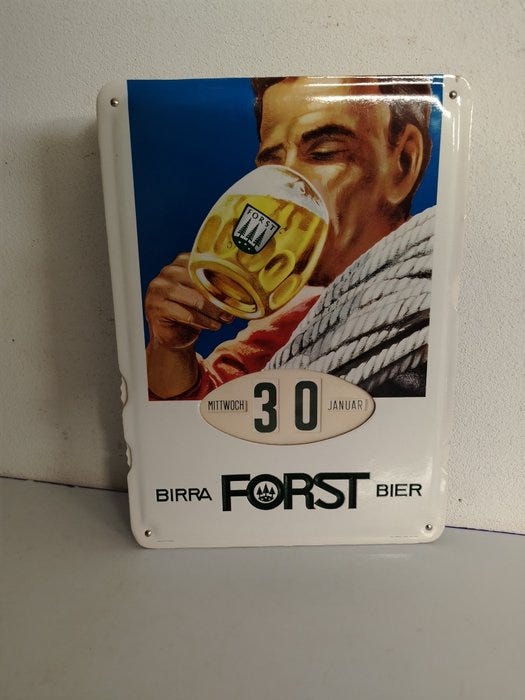 FORST
MITTWOCH 30 JANUAR
BIRRA FORST BIER